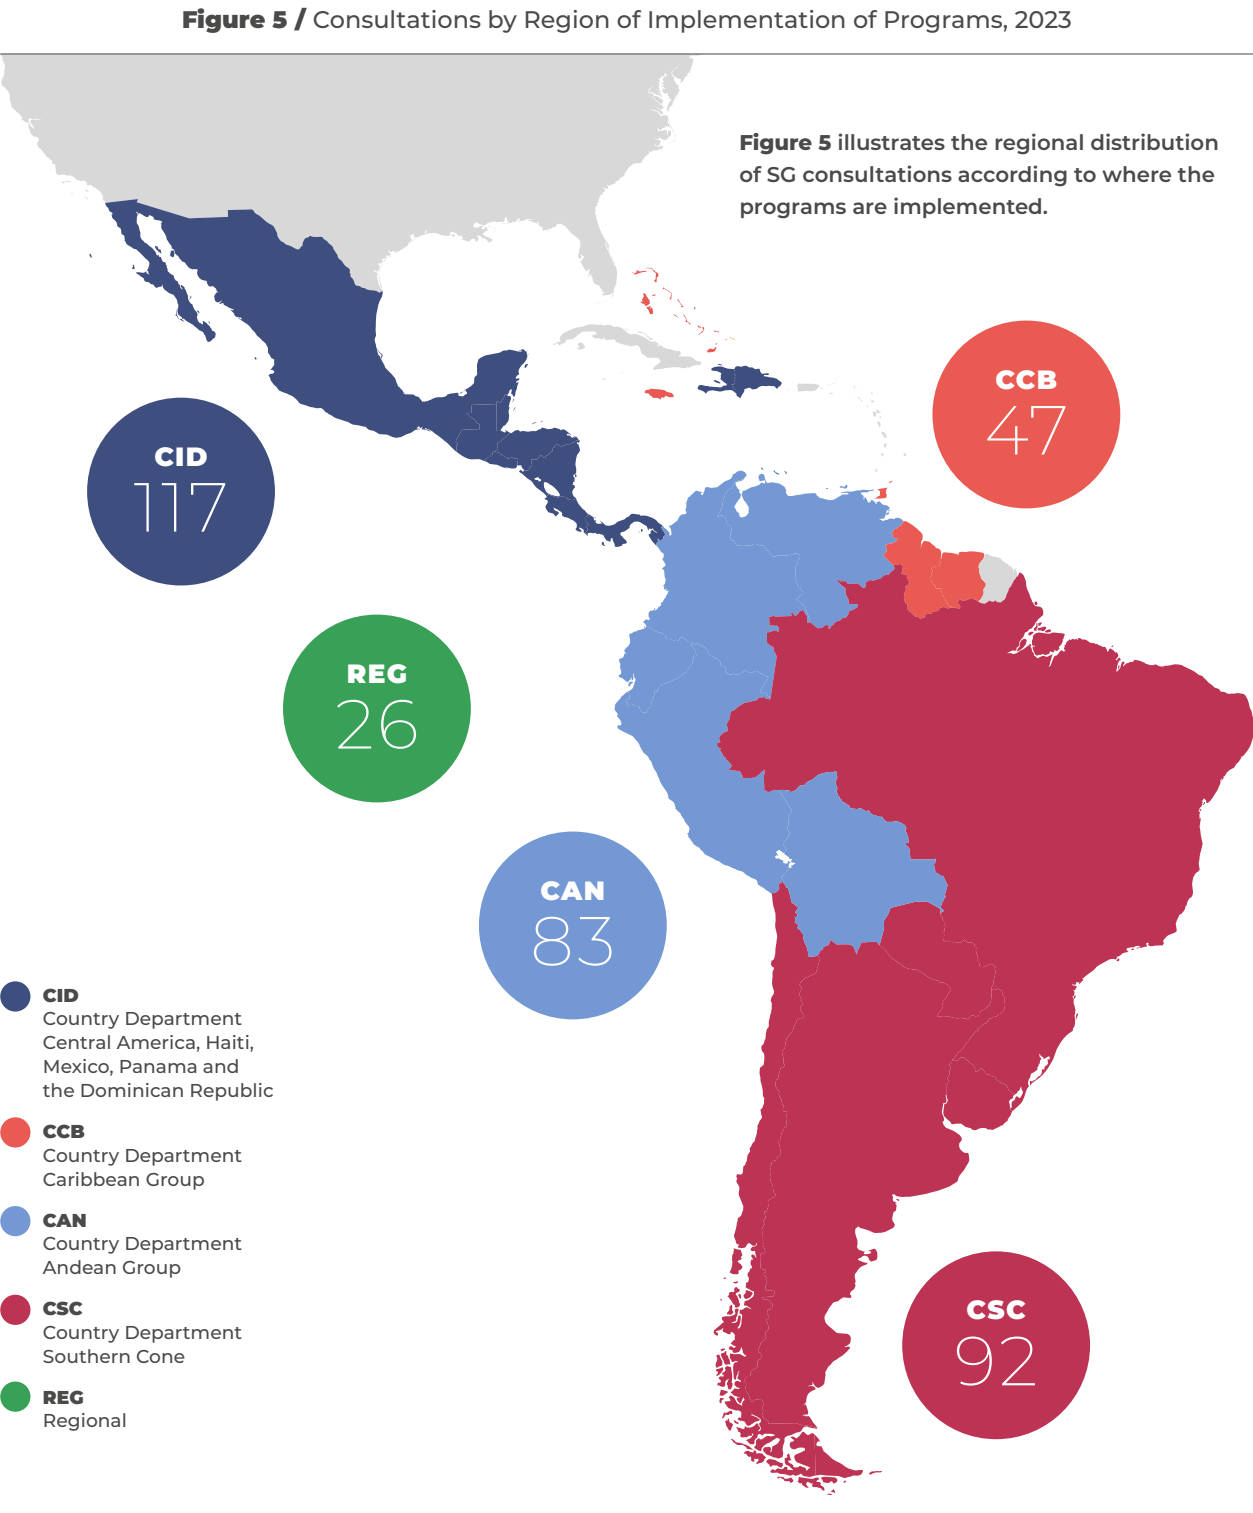 Figure 5 / Consultations by Region of Implementation of Programs, 2023
Figure 5 illustrates the regional distribution
of SG consultations according to where the
programs are implemented.
CCB
47
CID
117
REG
26
CAN
83
CID
Country Department
Central America, Haiti,
Mexico, Panama and
the Dominican Republic
CCB
Country Department
Caribbean Group
CAN
Country Department
Andean Group
CSC
Country Department
Southern Cone
REG
Regional
CSC
92